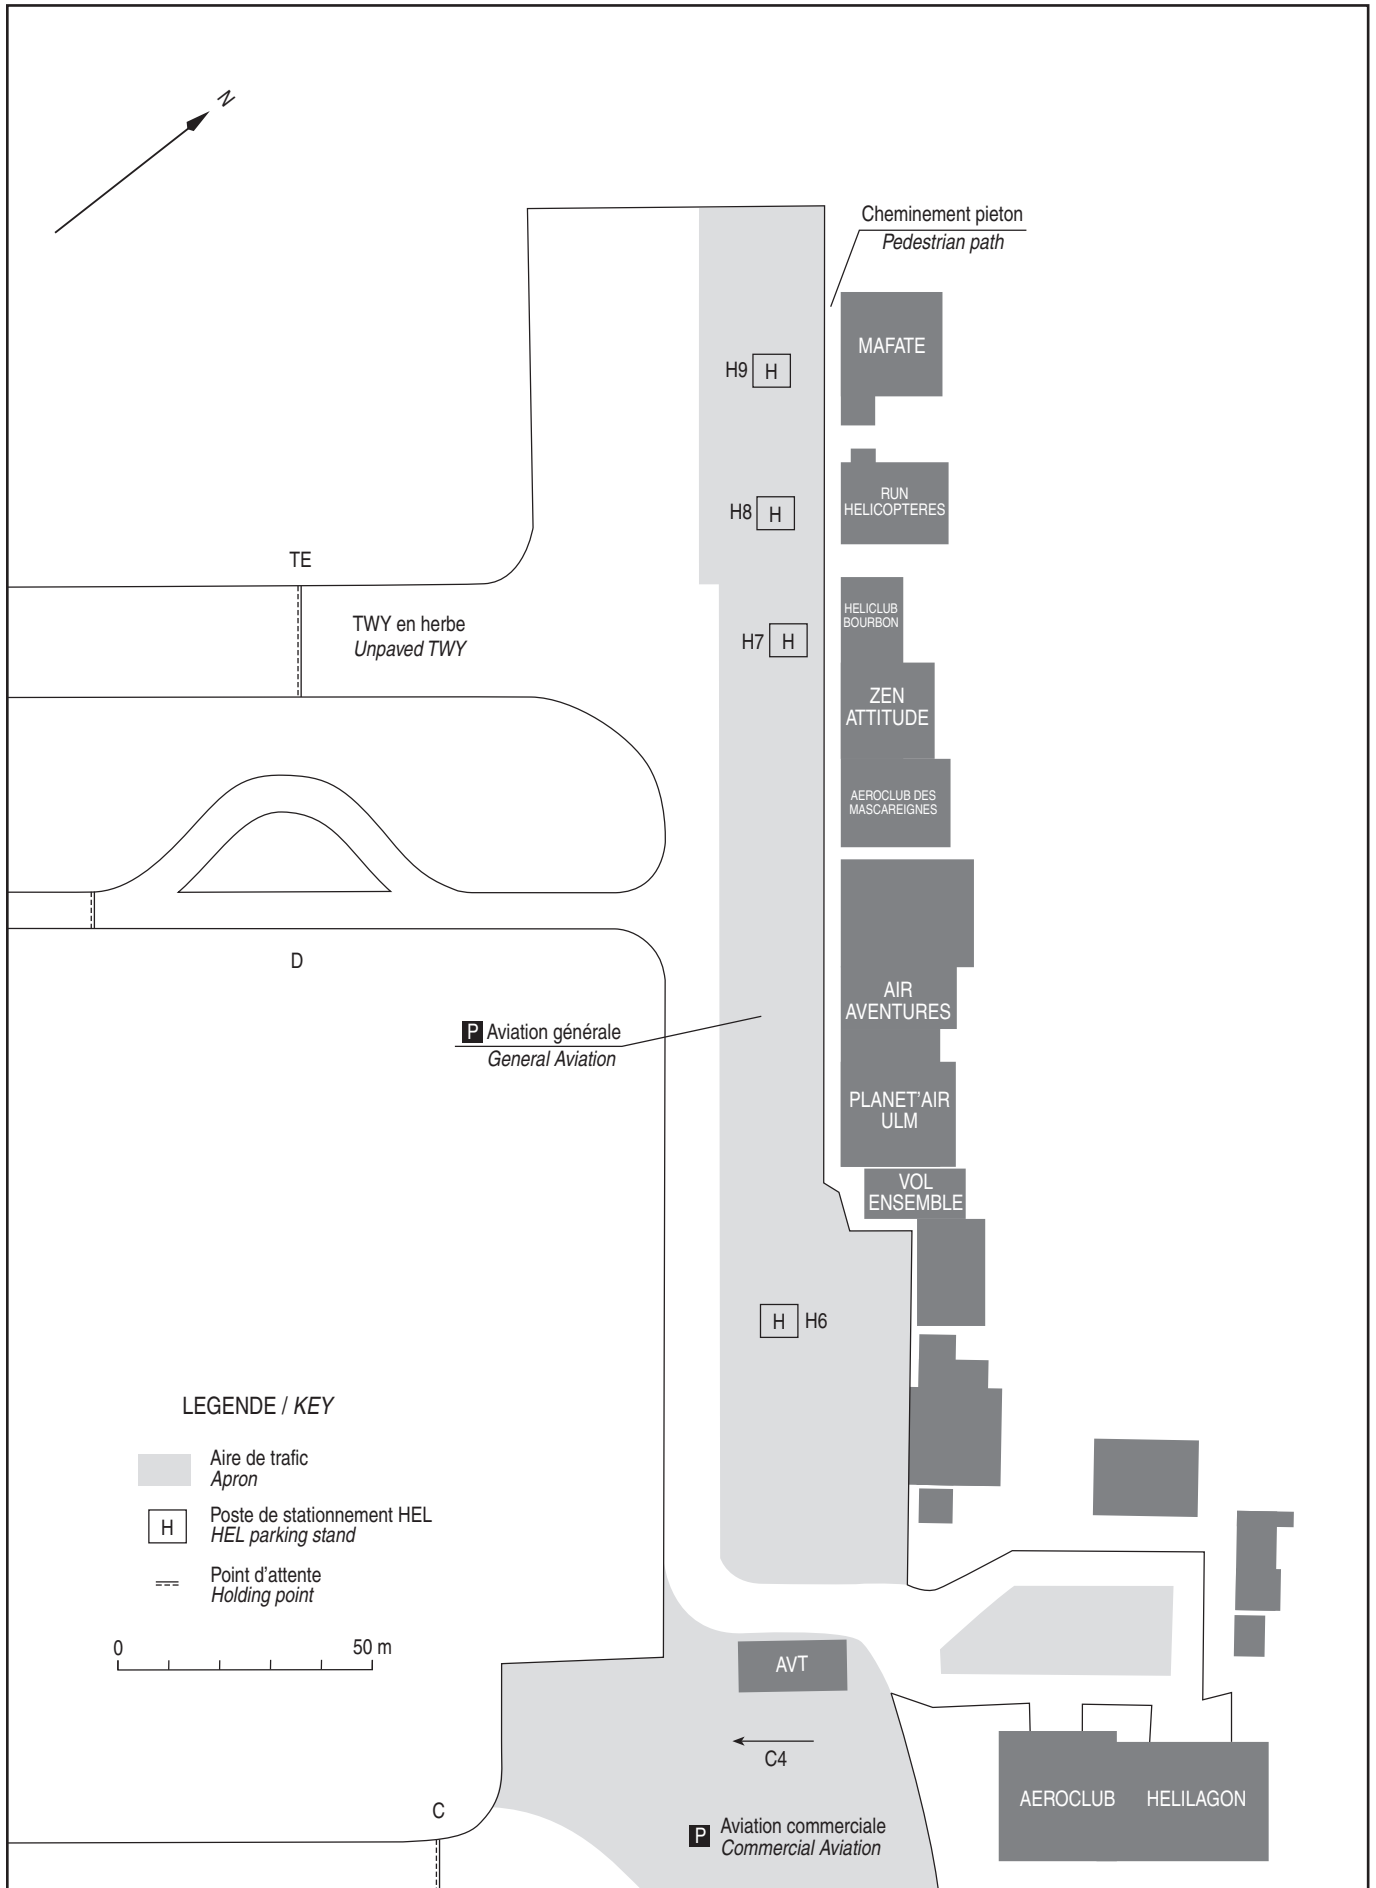 N
Cheminement pieton
Pedestrian path
MAFATE
H9 H
RUN
HELICOPTERES
H8 H
TE
HELICLUB
BOURBON
TWY en herbe
Unpaved TWY
H7 H
ZEN
ATTITUDE
AEROCLUB DES
MASCAREIGNES
D
AIR
AVENTURES
P Aviation générale
General Aviation
PLANET'AIR
ULM
VOL
ENSEMBLE
H H6
LEGENDE / KEY
Aire de trafic
Apron
H Poste de stationnement HEL
HEL parking stand
Point d'attente
Holding point
0 50 m
AVT
C4
AEROCLUB HELILAGON
C
P Aviation commerciale
Commercial Aviation